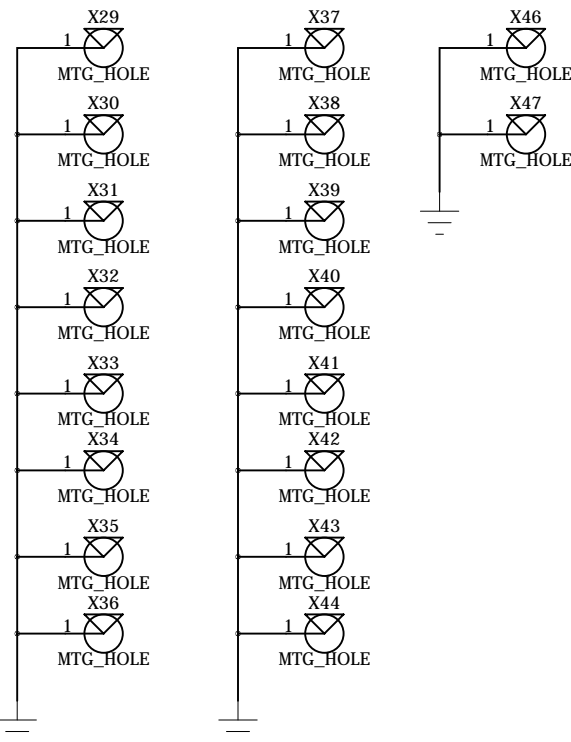 X29
1
MTG_HOLE
X30
1
MTG_HOLE
X31
1
MTG_HOLE
X32
1
MTG_HOLE
X33
1
MTG_HOLE
X34
1
MTG_HOLE
X35
1
MTG_HOLE
X36
1
MTG_HOLE
X37
1
MTG_HOLE
X38
1
MTG_HOLE
X39
1
MTG_HOLE
X40
1
MTG_HOLE
X41
1
MTG_HOLE
X42
1
MTG_HOLE
X43
1
MTG_HOLE
X44
1
MTG_HOLE
X46
1
MTG_HOLE
X47
1
MTG_HOLE